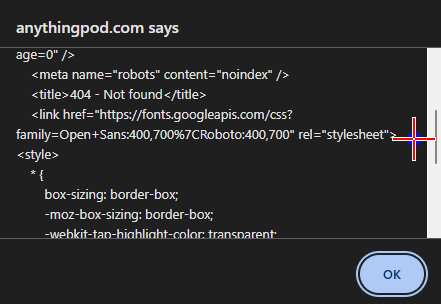 anythingpod.com says
age=0" />
<meta name="robots" content="noindex" />
<title>404 - Not found</title>
<link href="https://fonts.googleapis.com/css?
family=Open+Sans:400,700%7CRoboto:400,700" rel="stylesheet">
<style>
* {
box-sizing: border-box;
-moz-box-sizing: border-box;
-webkit-tap-highlight-color: transparent;
OK